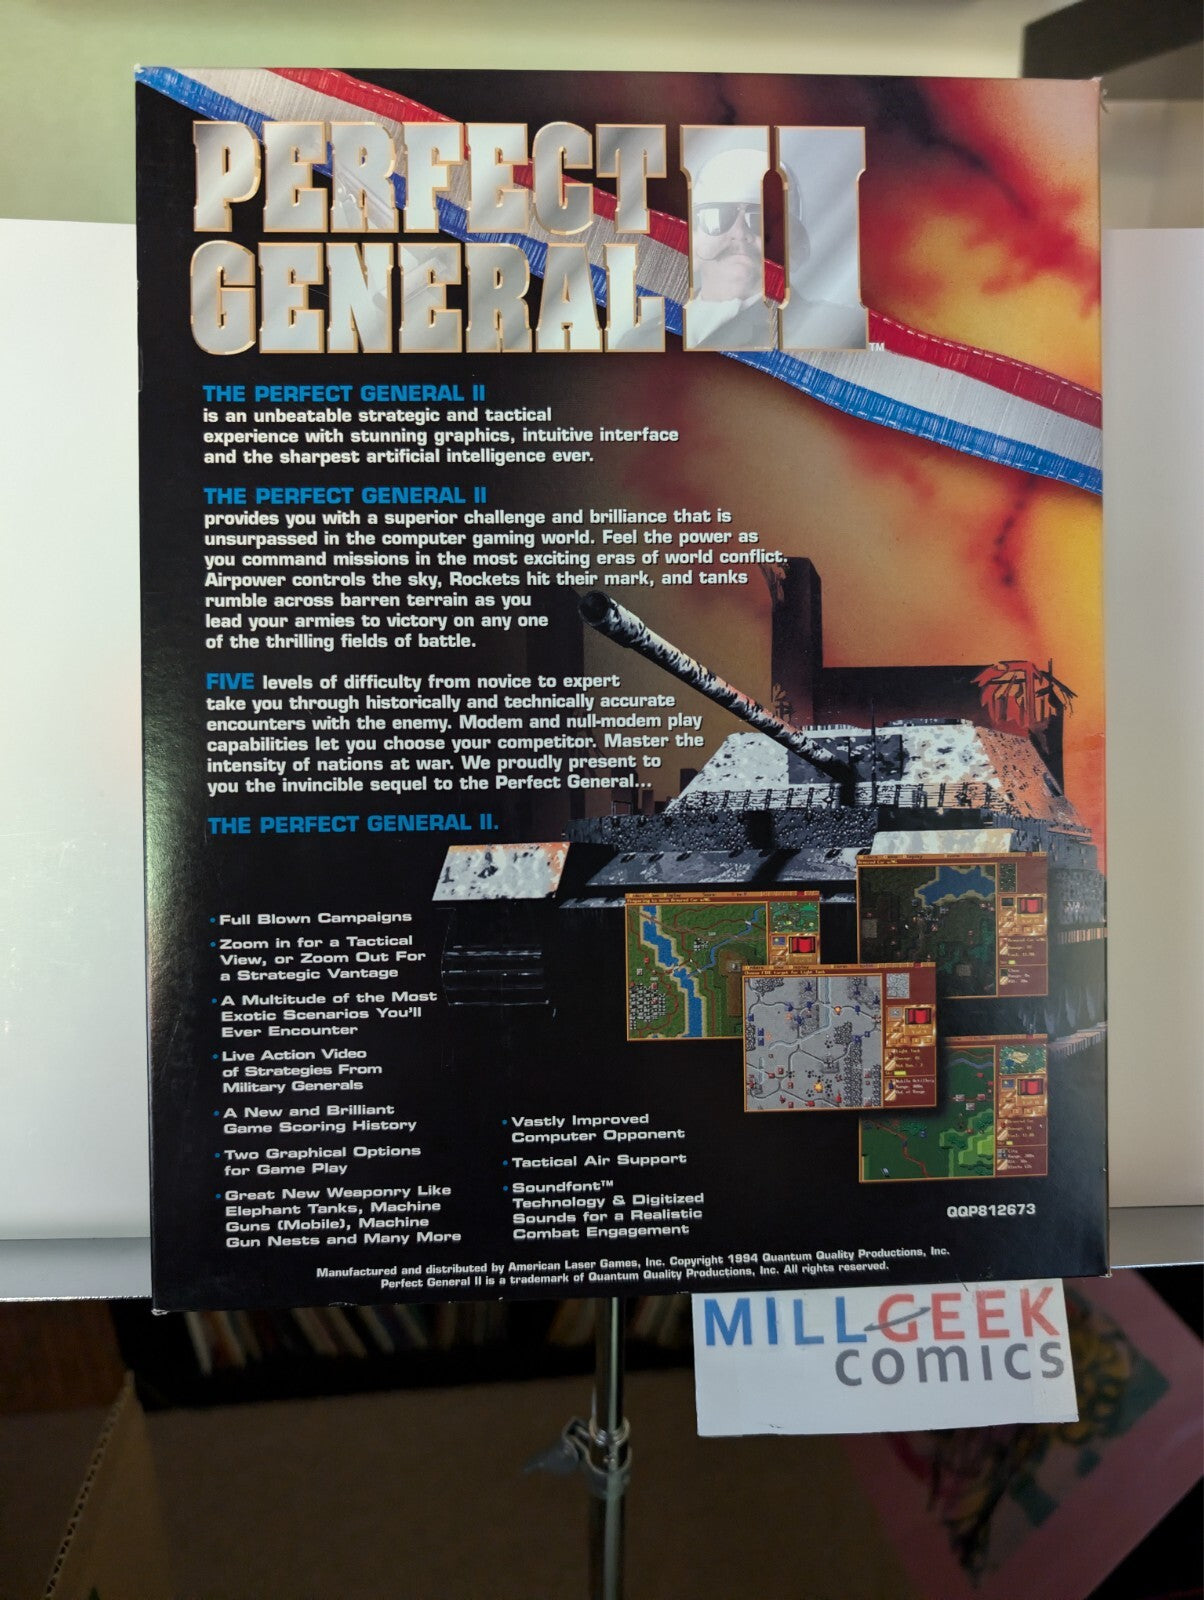 PERFECT II
GENERAL
TM
THE PERFECT GENERAL II
is an unbeatable strategic and tactical
experience with stunning graphics, intuitive interface
and the sharpest artificial intelligence ever.
THE PERFECT GENERAL II
provides you with a superior challenge and brilliance that is
unsurpassed in the computer gaming world. Feel the power as
you command missions in the most exciting eras of world conflict.
Airpower controls the sky, Rockets hit their mark, and tanks
rumble across barren terrain as you
lead your armies to victory on any one
of the thrilling fields of battle.
FIVE levels of difficulty from novice to expert
take you through historically and technically accurate
encounters with the enemy. Modem and null-modem play
capabilities let you choose your competitor. Master the
intensity of nations at war. We proudly present to
you the invincible sequel to the Perfect General...
THE PERFECT GENERAL II.
• Full Blown Campaigns
• Zoom in for a Tactical
View, or Zoom Out For
a Strategic Vantage
• A Multitude of the Most
Exotic Scenarios You'll
Ever Encounter
• Live Action Video
of Strategies From
Military Generals
• A New and Brilliant
Game Scoring History
• Two Graphical Options
for Game Play
• Great New Weaponry Like
Elephant Tanks, Machine
Guns (Mobile), Machine
Gun Nests and Many More
• Vastly Improved
Computer Opponent
• Tactical Air Support
• Soundfont™
Technology & Digitized
Sounds for a Realistic
Combat Engagement
QQP812673
Manufactured and distributed by American Laser Games, Inc. Copyright 1994 Quantum Quality Productions, Inc.
Perfect General II is a trademark of Quantum Quality Productions, Inc. All rights reserved.
MILLGEEK
comics